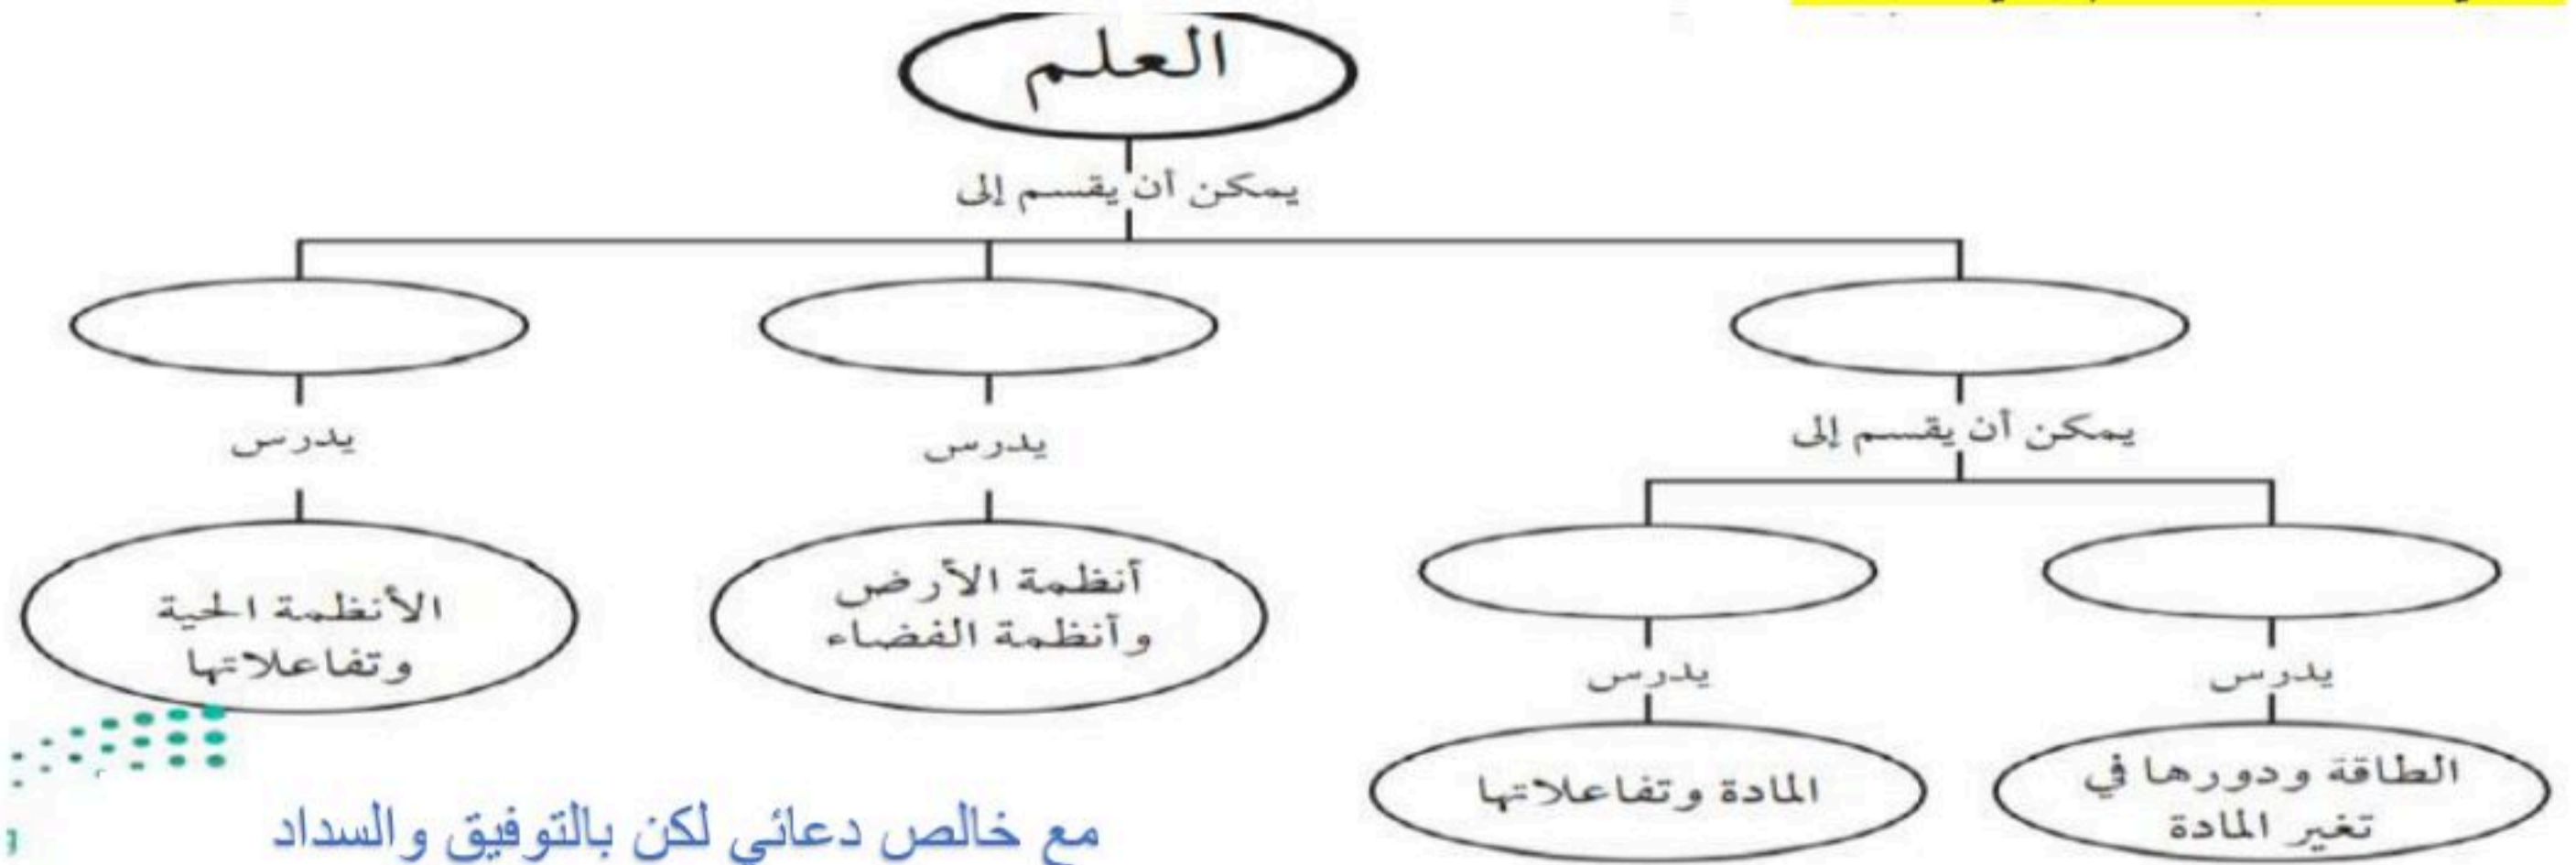 العلم
يمكن أن يقسم إلى
يمكن أن يقسم إلى
يدرس
يدرس
أنظمة الأرض
وأنظمة الفضاء
الأنظمة الحية
وتفاعلاتها
يدرس
يدرس
الطاقة ودورها في
تغير المادة
المادة وتفاعلاتها
مع خالص دعائي لكن بالتوفيق والسداد